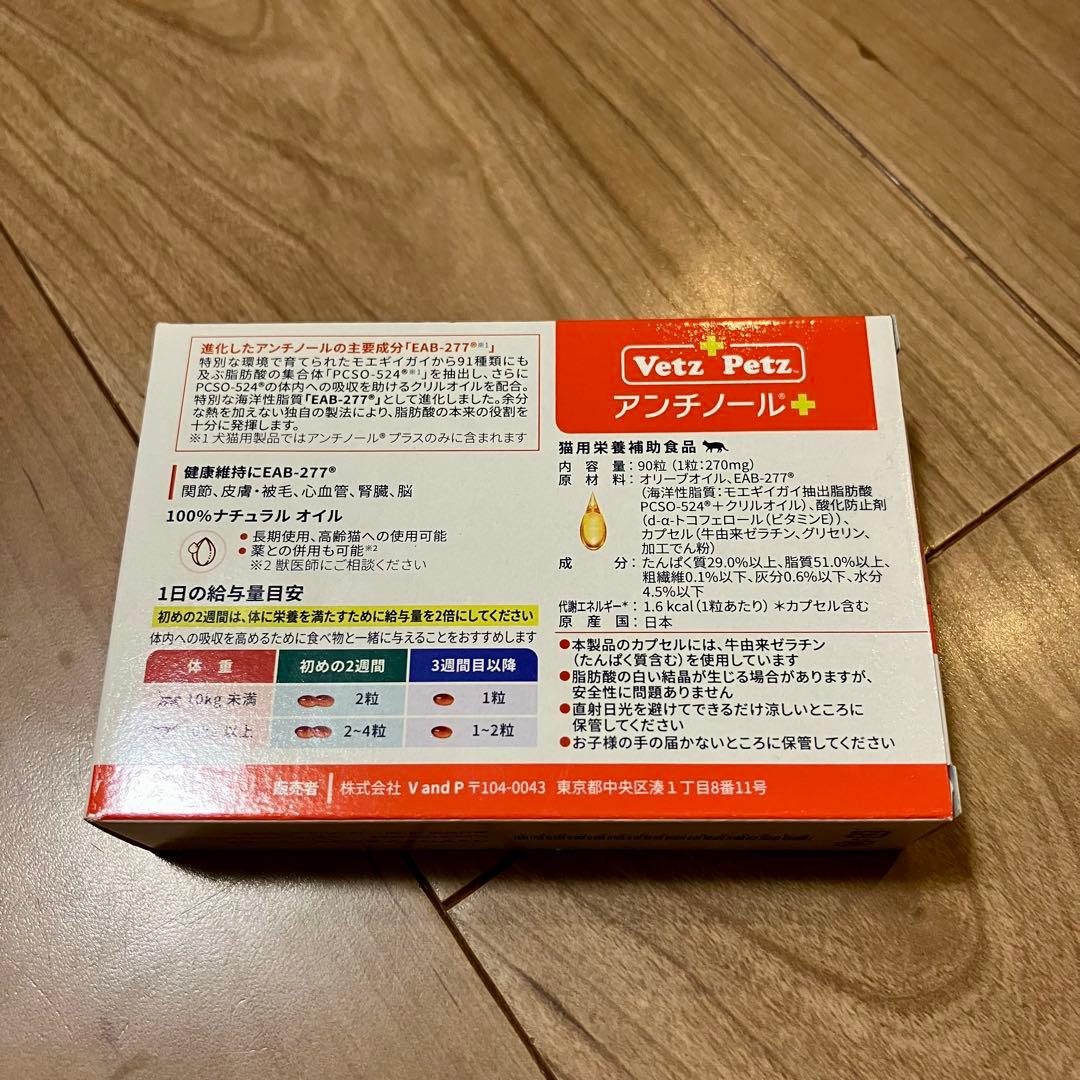 進化したアンチノールの主要成分「EAB-277®※1」
特別な環境で育てられたモエギイガイから91種類にも
及ぶ脂肪酸の集合体「PCSO-524®※1」を抽出し、さらに
PCSO-524®の体内への吸収を助けるクリルオイルを配合。
特別な海洋性脂質「EAB-277®」として進化しました。余分
な熱を加えない独自の製法により、脂肪酸の本来の役割を
十分に発揮します。
※1 犬猫用製品ではアンチノール® プラスのみに含まれます
健康維持にEAB-277®
関節、皮膚・被毛、心血管、腎臓、脳
100%ナチュラル オイル
● 長期使用、高齢猫への使用可能
● 薬との併用も可能※2
※2 獣医師にご相談ください
1日の給与量目安
初めの2週間は、体に栄養を満たすために給与量を2倍にしてください
体内への吸収を高めるために食べ物と一緒に与えることをおすすめします
体 重 初めの2週間 3週間目以降
10kg 未満 2粒 1粒
以上 2~4粒 1~2粒
Vetz Petz™
アンチノール®+
猫用栄養補助食品
内 容 量：90粒（1粒：270mg）
原 材 料：オリーブオイル、EAB-277®
（海洋性脂質：モエギイガイ抽出脂肪酸
PCSO-524®＋クリルオイル）、酸化防止剤
（d-α-トコフェロール（ビタミンE））、
カプセル（牛由来ゼラチン、グリセリン、
加工でん粉）
成 分：たんぱく質29.0%以上、脂質51.0%以上、
粗繊維0.1%以下、灰分0.6%以下、水分
4.5%以下
代謝エネルギー*：1.6 kcal（1粒あたり）＊カプセル含む
原 産 国：日本
●本製品のカプセルには、牛由来ゼラチン
（たんぱく質含む）を使用しています
●脂肪酸の白い結晶が生じる場合がありますが、
安全性に問題ありません
●直射日光を避けてできるだけ涼しいところに
保管してください
●お子様の手の届かないところに保管してください
販売者 株式会社 V and P 〒104-0043 東京都中央区湊１丁目8番11号